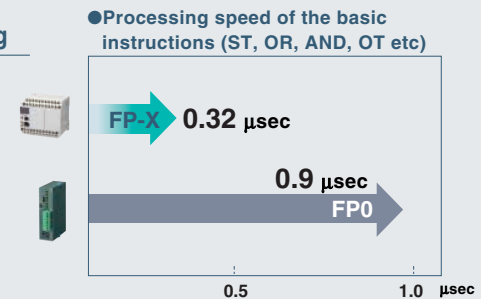 g
●Processing speed of the basic
instructions (ST, OR, AND, OT etc)
FP-X 0.32 µsec
0.9 µsec
FP0
0.5 1.0 µsec